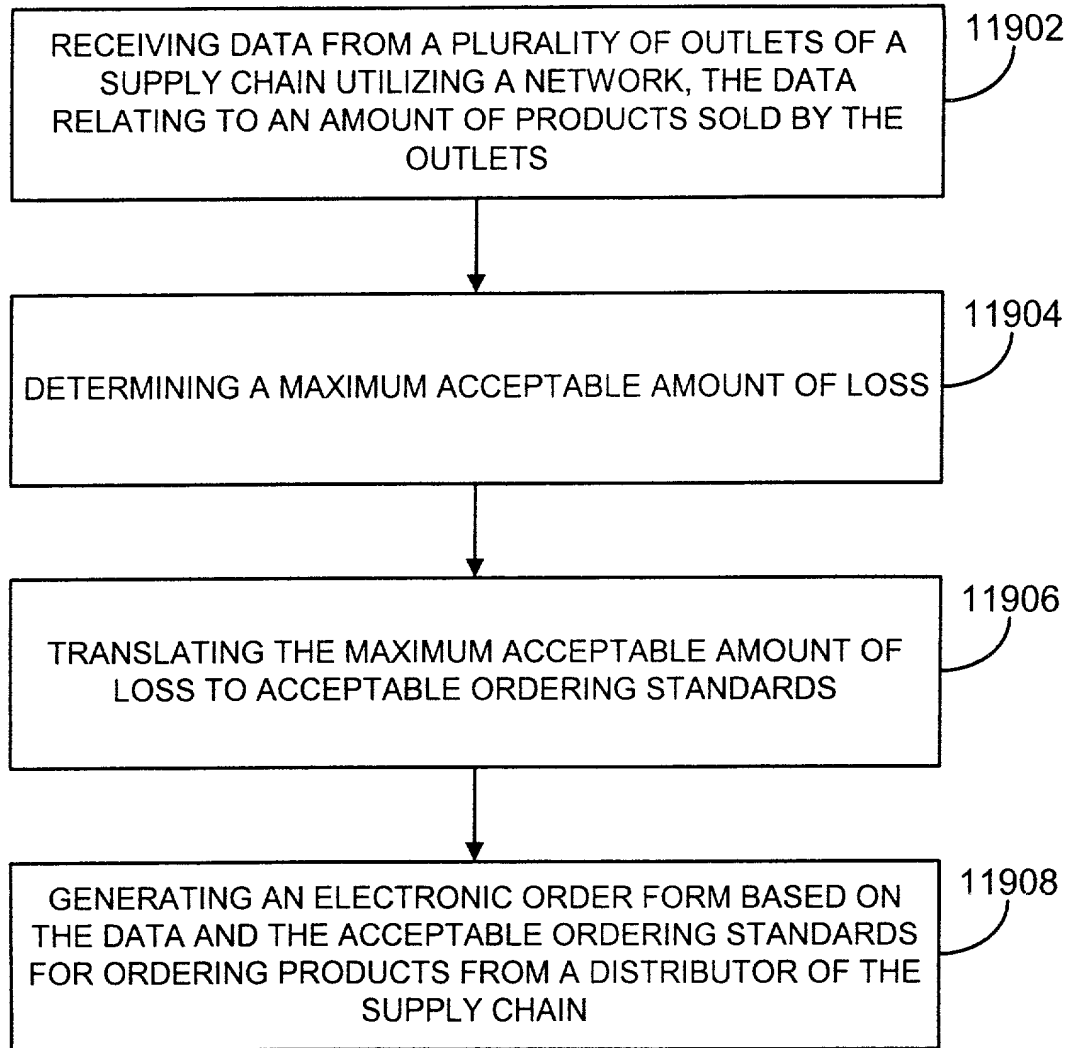 RECEIVING DATA FROM A PLURALITY OF OUTLETS OF A
SUPPLY CHAIN UTILIZING A NETWORK, THE DATA
RELATING TO AN AMOUNT OF PRODUCTS SOLD BY THE
OUTLETS
11902
DETERMINING A MAXIMUM ACCEPTABLE AMOUNT OF LOSS
11904
TRANSLATING THE MAXIMUM ACCEPTABLE AMOUNT OF
LOSS TO ACCEPTABLE ORDERING STANDARDS
11906
GENERATING AN ELECTRONIC ORDER FORM BASED ON
THE DATA AND THE ACCEPTABLE ORDERING STANDARDS
FOR ORDERING PRODUCTS FROM A DISTRIBUTOR OF THE
SUPPLY CHAIN
11908